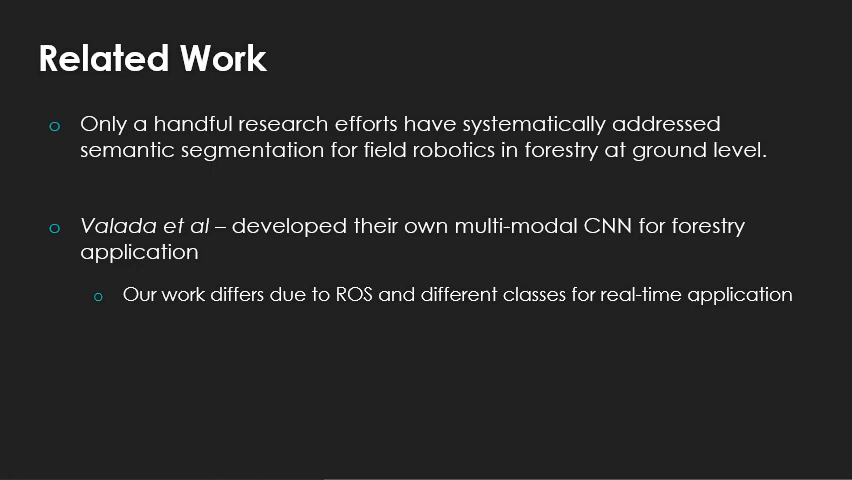 Related Work
Only a handful research efforts have systematically addressed
semantic segmentation for field robotics in forestry at ground level.
Valada et al – developed their own multi-modal CNN for forestry
application
Our work differs due to ROS and different classes for real-time application